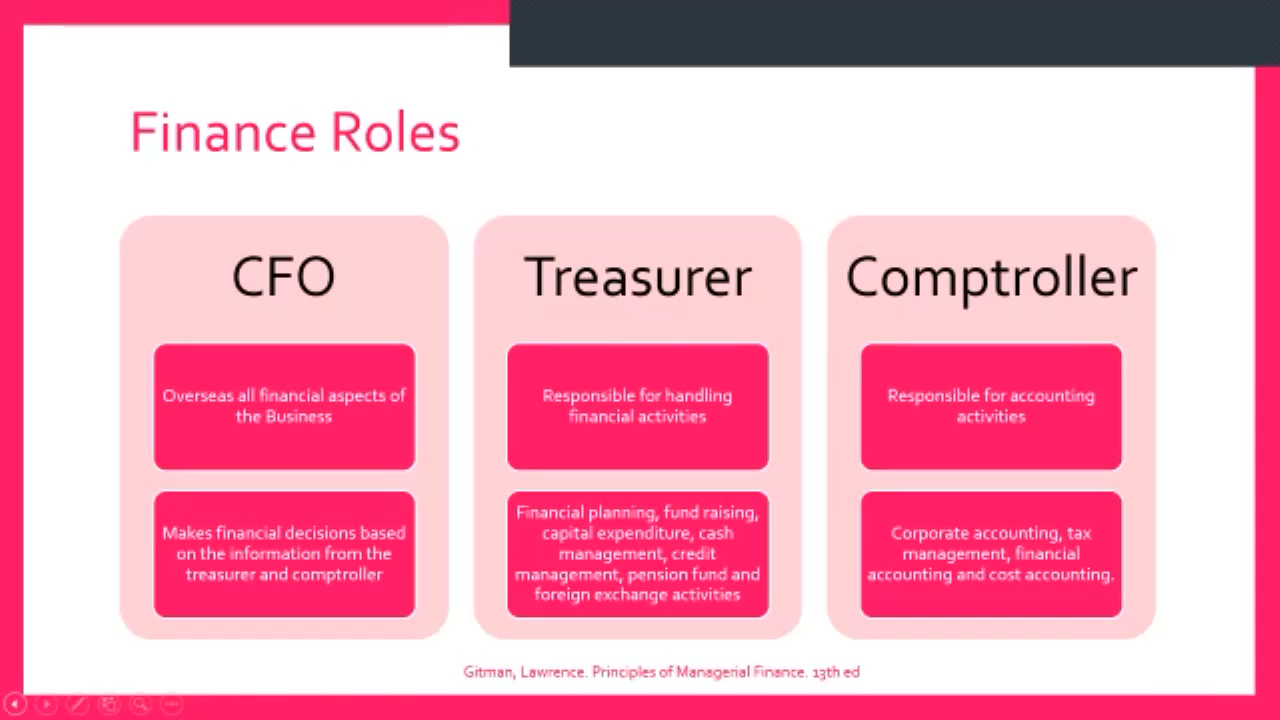 Finance Roles
CFO
Overseas all financial aspects of
the Business
Makes financial decisions based
on the information from the
treasurer and comptroller
Treasurer
Responsible for handling
financial activities
Financial planning, fund raising,
capital expenditure, cash
management, credit
management, pension fund and
foreign exchange activities
Comptroller
Responsible for accounting
activities
Corporate accounting, tax
management, financial
accounting and cost accounting.
Gitman, Lawrence. Principles of Managerial Finance. 13th ed